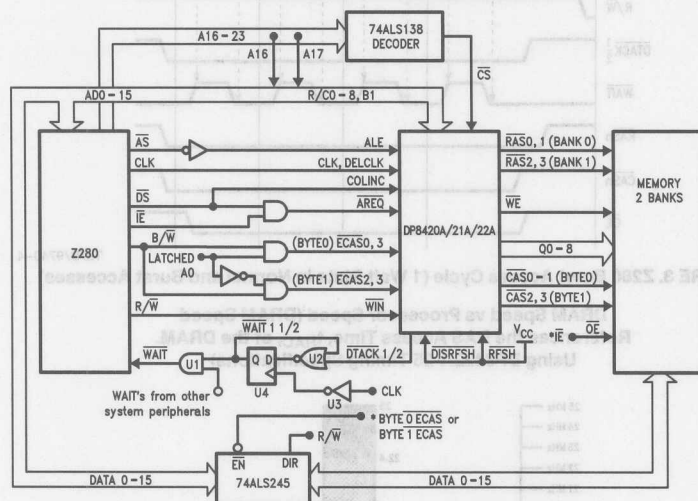 A16-23
A16
A17
74ALS138
DECODER
CS
AD0-15
R/C0-8, B1
Z280
AS
CLK
DS
IE
B/W
LATCHED
A0
R/W
WAIT
ALE
CLK, DELCLK
COLINC
AREQ
(BYTE0) ECAS0, 3
(BYTE1) ECAS2, 3
WIN
DP8420A/21A/22A
RAS0, 1 (BANK 0)
RAS2, 3 (BANK 1)
WE
Q0-8
CAS0-1 (BYTE0)
CAS2, 3 (BYTE1)
VCC
*IE
OE
MEMORY
2 BANKS
WAIT1 1/2
Q D
U1
U2
U3
U4
DTACK 1/2
DISRFSH
RFSH
CLK
WAIT's from other
system peripherals
• BYTE 0 ECAS or
BYTE 1 ECAS
R/W
EN
DIR
74ALS245
DATA 0-15
DATA 0-15